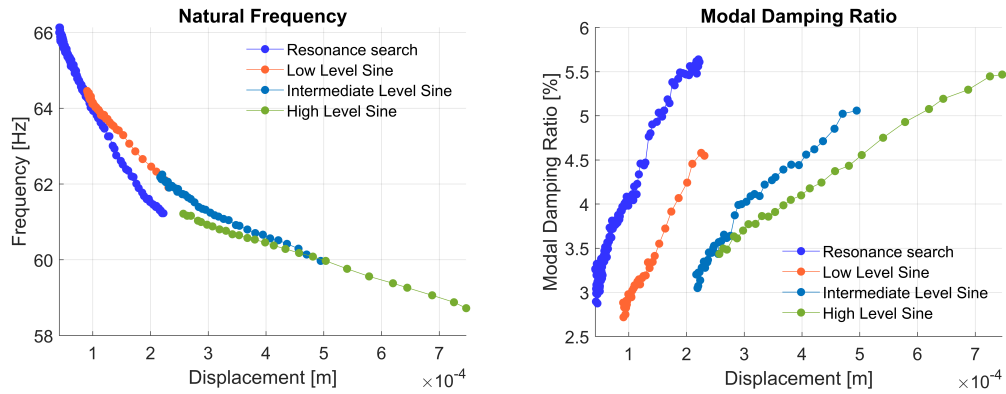 Natural Frequency
66
64
62
60
58
Frequency [Hz]
1
2
3
4
5
6
7
Displacement [m]
×10⁻⁴
Resonance search
Low Level Sine
Intermediate Level Sine
High Level Sine
Modal Damping Ratio
6
5.5
5
4.5
4
3.5
3
2.5
Modal Damping Ratio [%]
1
2
3
4
5
6
7
Displacement [m]
×10⁻⁴
Resonance search
Low Level Sine
Intermediate Level Sine
High Level Sine